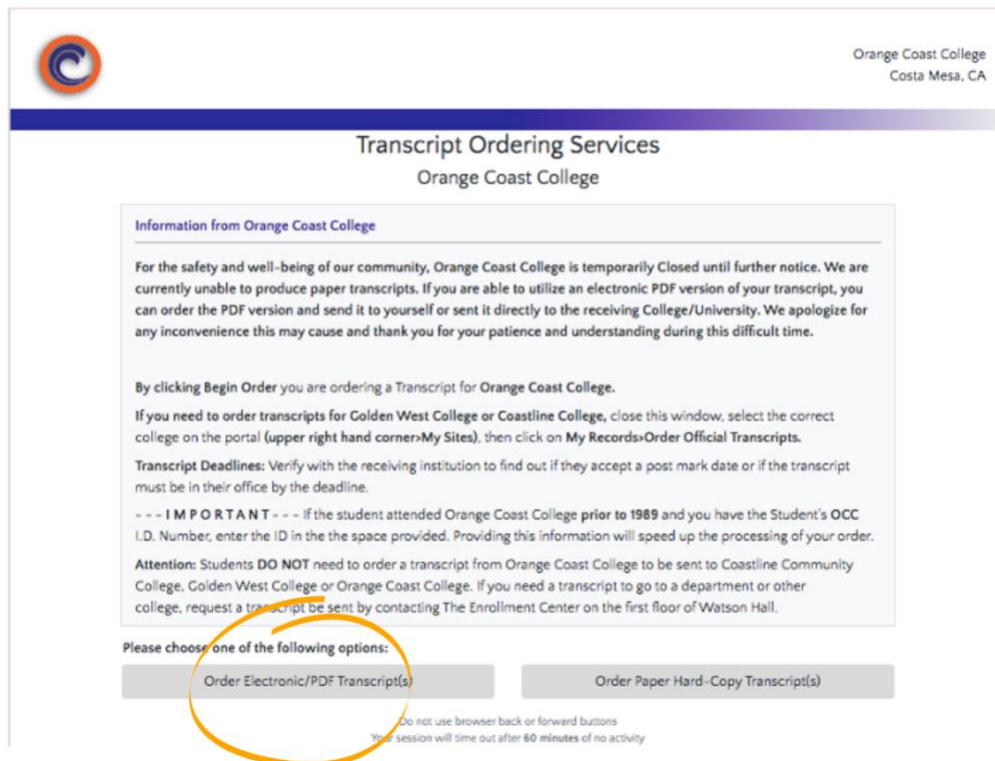 Orange Coast College
Costa Mesa, CA
Transcript Ordering Services
Orange Coast College
Information from Orange Coast College
For the safety and well-being of our community, Orange Coast College is temporarily Closed until further notice. We are
currently unable to produce paper transcripts. If you are able to utilize an electronic PDF version of your transcript, you
can order the PDF version and send it to yourself or sent it directly to the receiving College/University. We apologize for
any inconvenience this may cause and thank you for your patience and understanding during this difficult time.
By clicking Begin Order you are ordering a Transcript for Orange Coast College.
If you need to order transcripts for Golden West College or Coastline College, close this window, select the correct
college on the portal (upper right hand corner>My Sites), then click on My Records>Order Official Transcripts.
Transcript Deadlines: Verify with the receiving institution to find out if they accept a post mark date or if the transcript
must be in their office by the deadline.
- - - I M P O R T A N T - - - If the student attended Orange Coast College prior to 1989 and you have the Student's OCC
I.D. Number, enter the ID in the the space provided. Providing this information will speed up the processing of your order.
Attention: Students DO NOT need to order a transcript from Orange Coast College to be sent to Coastline Community
College, Golden West College or Orange Coast College. If you need a transcript to go to a department or other
college, request a transcript be sent by contacting The Enrollment Center on the first floor of Watson Hall.
Please choose one of the following options:
Order Electronic/PDF Transcript(s)
Order Paper Hard-Copy Transcript(s)
Do not use browser back or forward buttons
Your session will time out after 60 minutes of no activity